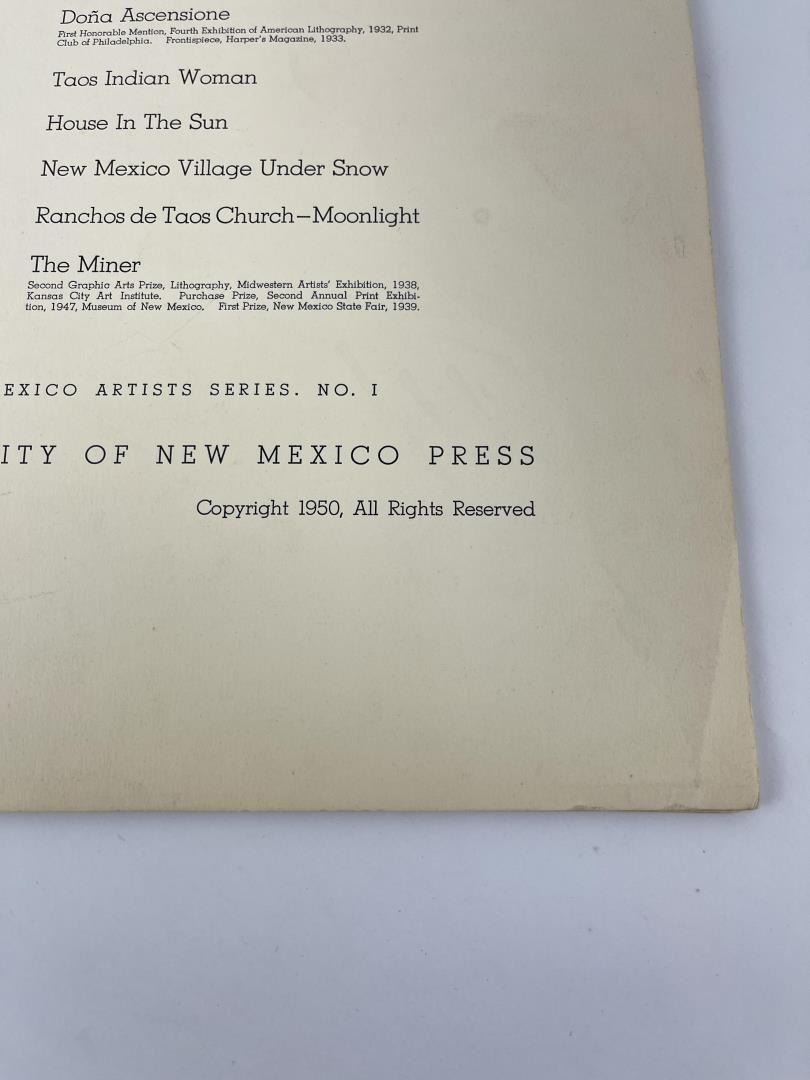 Doña Ascensione
First Honorable Mention, Fourth Exhibition of American Lithography, 1932, Print
Club of Philadelphia. Frontispiece, Harper's Magazine, 1933.
Taos Indian Woman
House In The Sun
New Mexico Village Under Snow
Ranchos de Taos Church—Moonlight
The Miner
Second Graphic Arts Prize, Lithography, Midwestern Artists' Exhibition, 1938,
Kansas City Art Institute. Purchase Prize, Second Annual Print Exhibi-
tion, 1947, Museum of New Mexico. First Prize, New Mexico State Fair, 1939.
EXICO ARTISTS SERIES. NO. I
ITY OF NEW MEXICO PRESS
Copyright 1950, All Rights Reserved